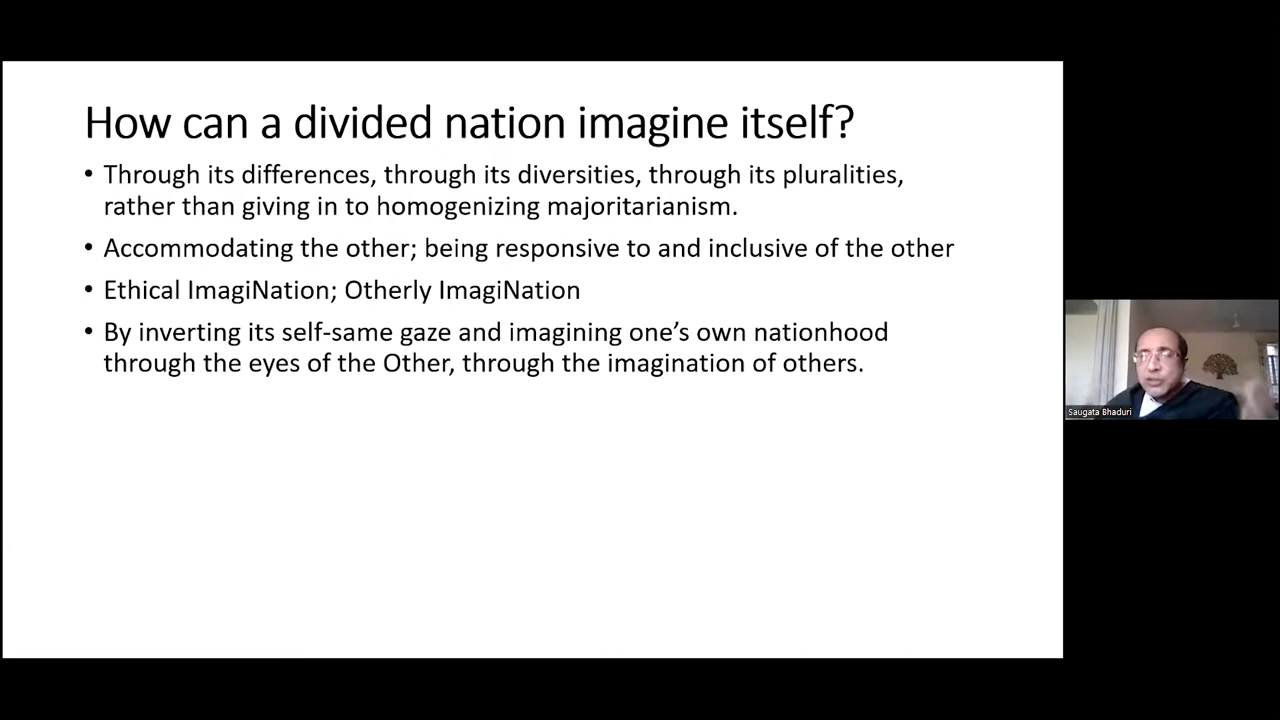 How can a divided nation imagine itself?
• Through its differences, through its diversities, through its pluralities,
rather than giving in to homogenizing majoritarianism.
• Accommodating the other; being responsive to and inclusive of the other
• Ethical ImagiNation; Otherly ImagiNation
• By inverting its self-same gaze and imagining one’s own nationhood
through the eyes of the Other, through the imagination of others.
Saugata Bhaduri